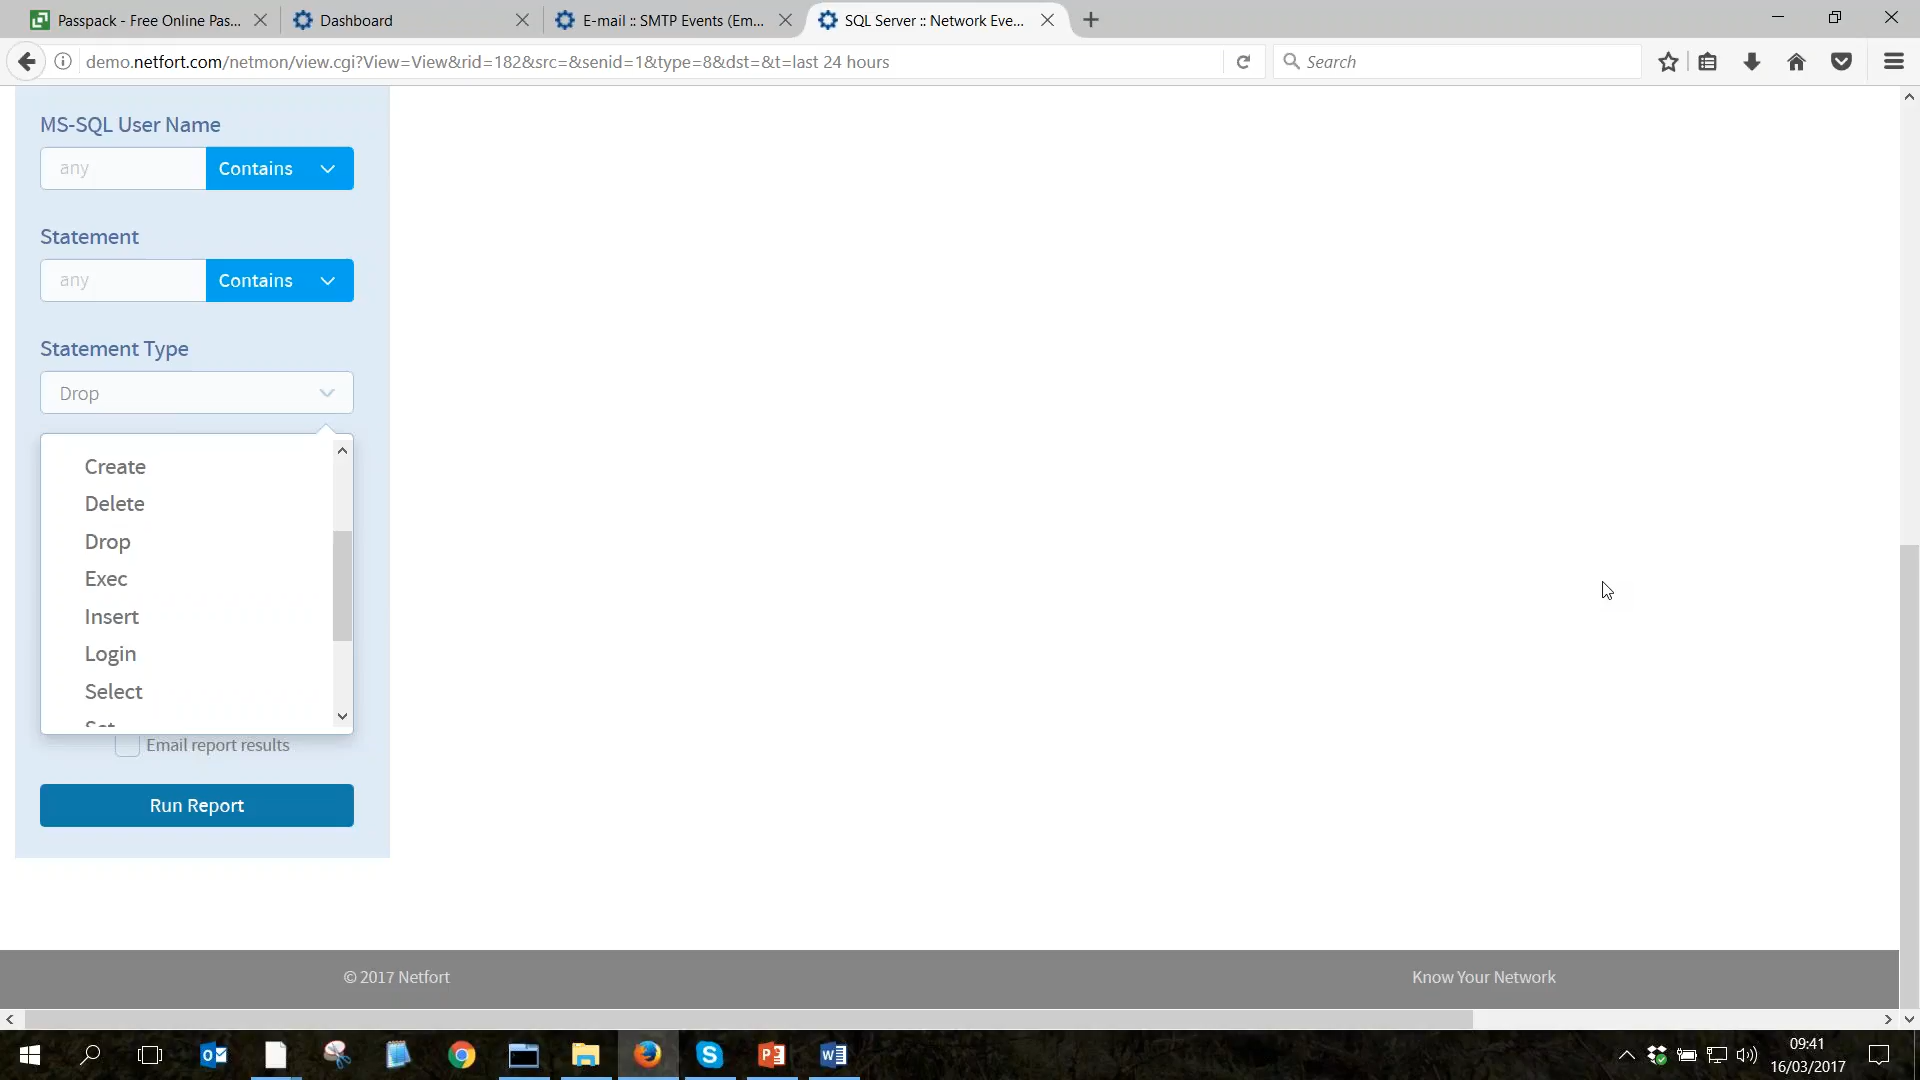 Passpack - Free Online Pas...
Dashboard
E-mail :: SMTP Events (Em...
SQL Server :: Network Eve...
demo.netfort.com/netmon/view.cgi?View=View&rid=182&src=&senid=1&type=8&dst=&t=last 24 hours
Search
MS-SQL User Name
any
Contains
Statement
any
Contains
Statement Type
Drop
Create
Delete
Drop
Exec
Insert
Login
Select
Set
Email report results
Run Report
© 2017 Netfort
Know Your Network
09:41
16/03/2017